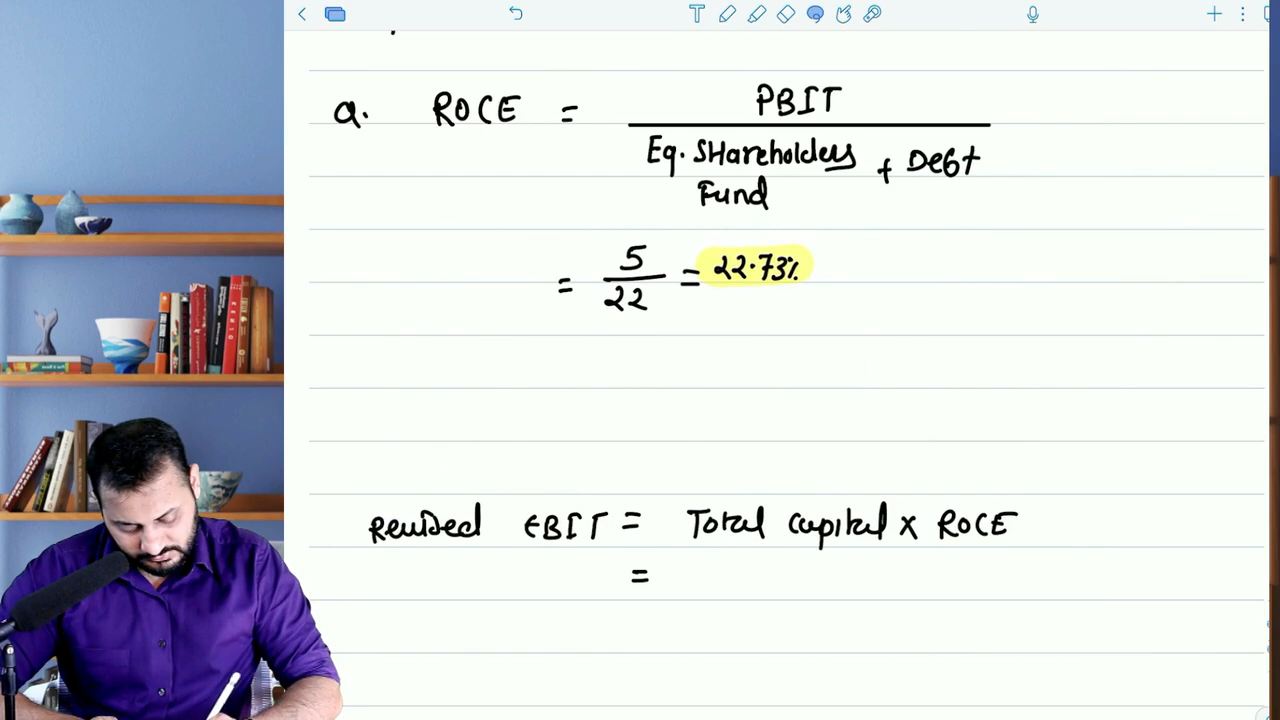 a. ROCE = PBIT
Eq. Shareholders Fund + Debt
= 5/22 = 22.73%
Revised EBIT = Total Capital x ROCE
=